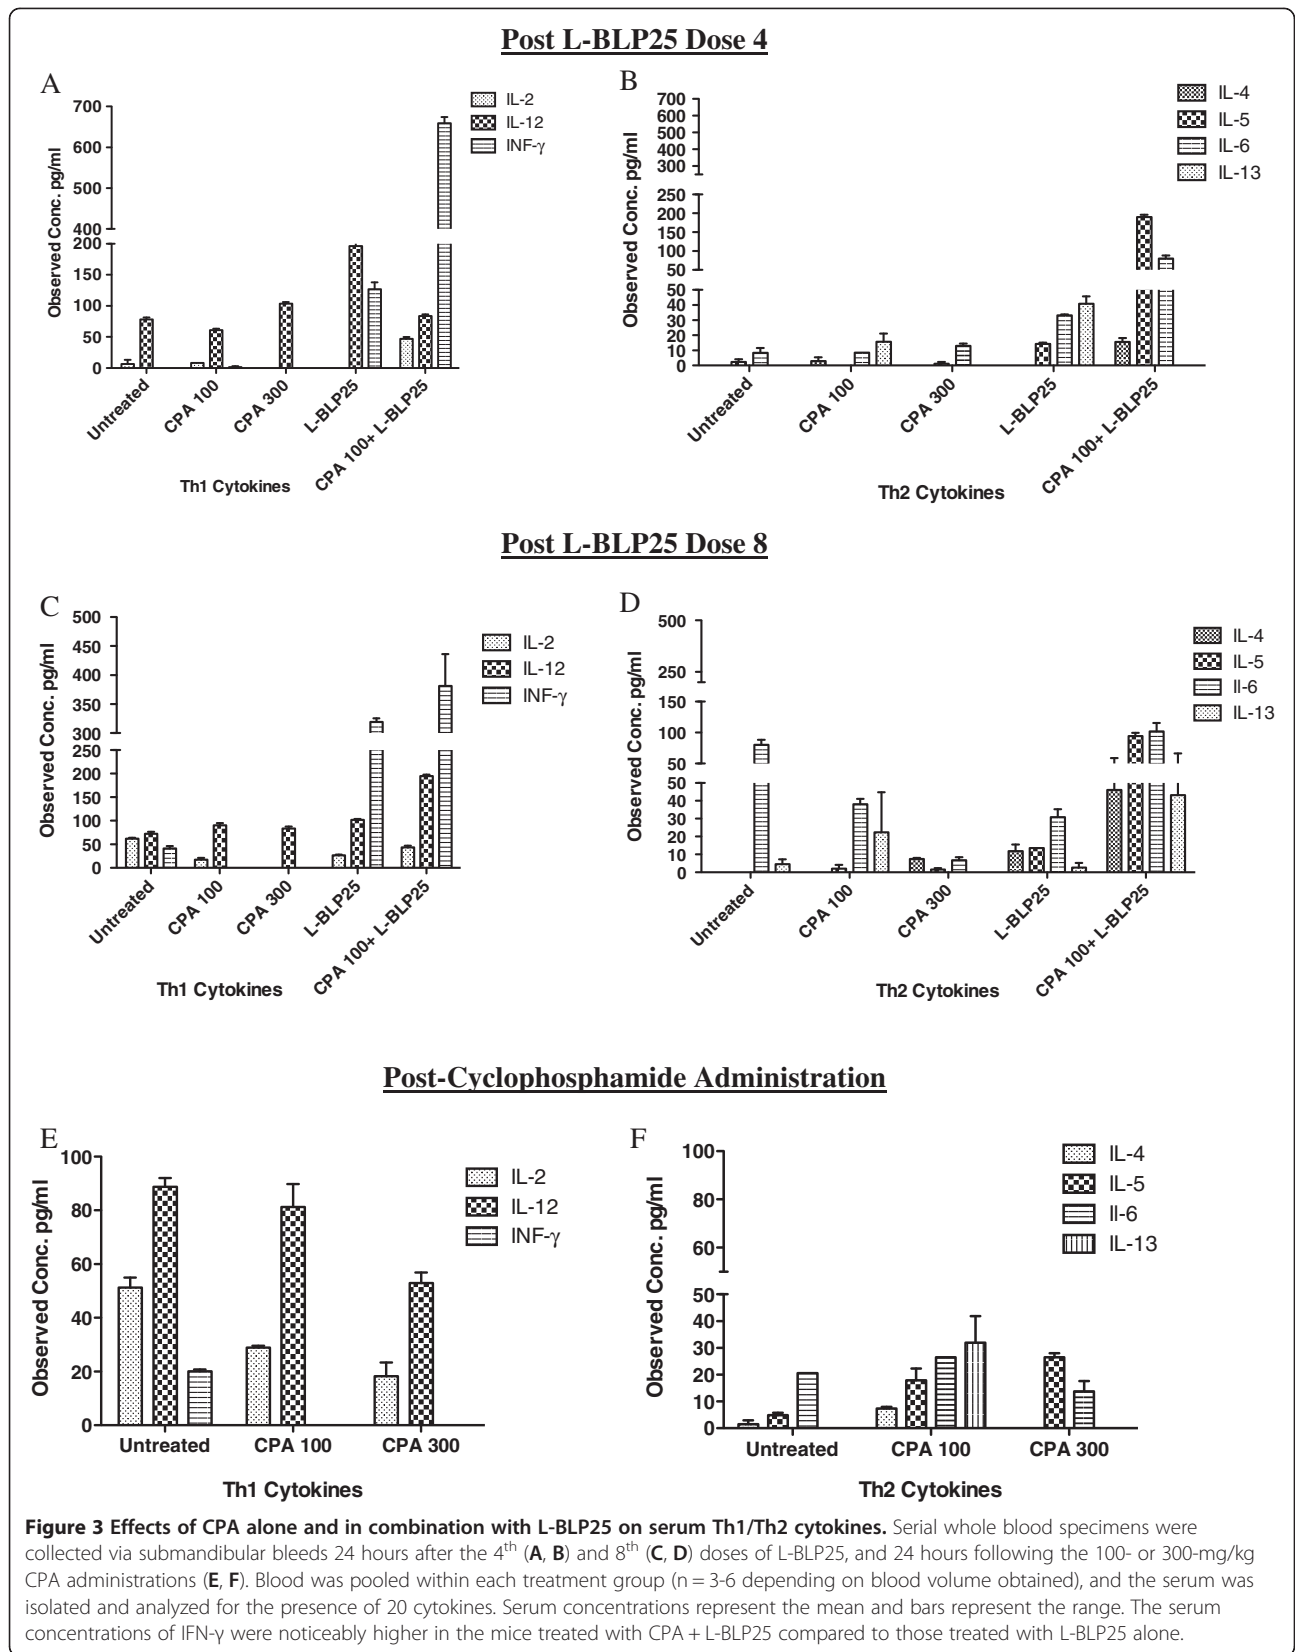 Post L-BLP25 Dose 4
A
IL-2
IL-12
INF-γ
Observed Conc. pg/ml
700
600
500
400
200
150
100
50
0
Untreated
CPA 100
CPA 300
L-BLP25
CPA 100+ L-BLP25
Th1 Cytokines
B
IL-4
IL-5
IL-6
IL-13
Observed Conc. pg/ml
700
600
500
400
300
250
200
150
100
50
50
40
30
20
10
0
Untreated
CPA 100
CPA 300
L-BLP25
CPA 100+ L-BLP25
Th2 Cytokines
Post L-BLP25 Dose 8
C
IL-2
IL-12
INF-γ
Observed Conc. pg/ml
500
450
400
350
300
250
200
150
100
50
0
Untreated
CPA 100
CPA 300
L-BLP25
CPA 100+ L-BLP25
Th1 Cytokines
D
IL-4
IL-5
Il-6
IL-13
Observed Conc. pg/ml
500
250
150
100
50
50
40
30
20
10
0
Untreated
CPA 100
CPA 300
L-BLP25
CPA 100+ L-BLP25
Th2 Cytokines
Post-Cyclophosphamide Administration
E
IL-2
IL-12
INF-γ
Observed Conc. pg/ml
100
80
60
40
20
0
Untreated
CPA 100
CPA 300
Th1 Cytokines
F
IL-4
IL-5
Il-6
IL-13
Observed Conc. pg/ml
100
80
60
50
40
30
20
10
0
Untreated
CPA 100
CPA 300
Th2 Cytokines
Figure 3 Effects of CPA alone and in combination with L-BLP25 on serum Th1/Th2 cytokines. Serial whole blood specimens were
collected via submandibular bleeds 24 hours after the 4th (A, B) and 8th (C, D) doses of L-BLP25, and 24 hours following the 100- or 300-mg/kg
CPA administrations (E, F). Blood was pooled within each treatment group (n = 3-6 depending on blood volume obtained), and the serum was
isolated and analyzed for the presence of 20 cytokines. Serum concentrations represent the mean and bars represent the range. The serum
concentrations of IFN-γ were noticeably higher in the mice treated with CPA + L-BLP25 compared to those treated with L-BLP25 alone.